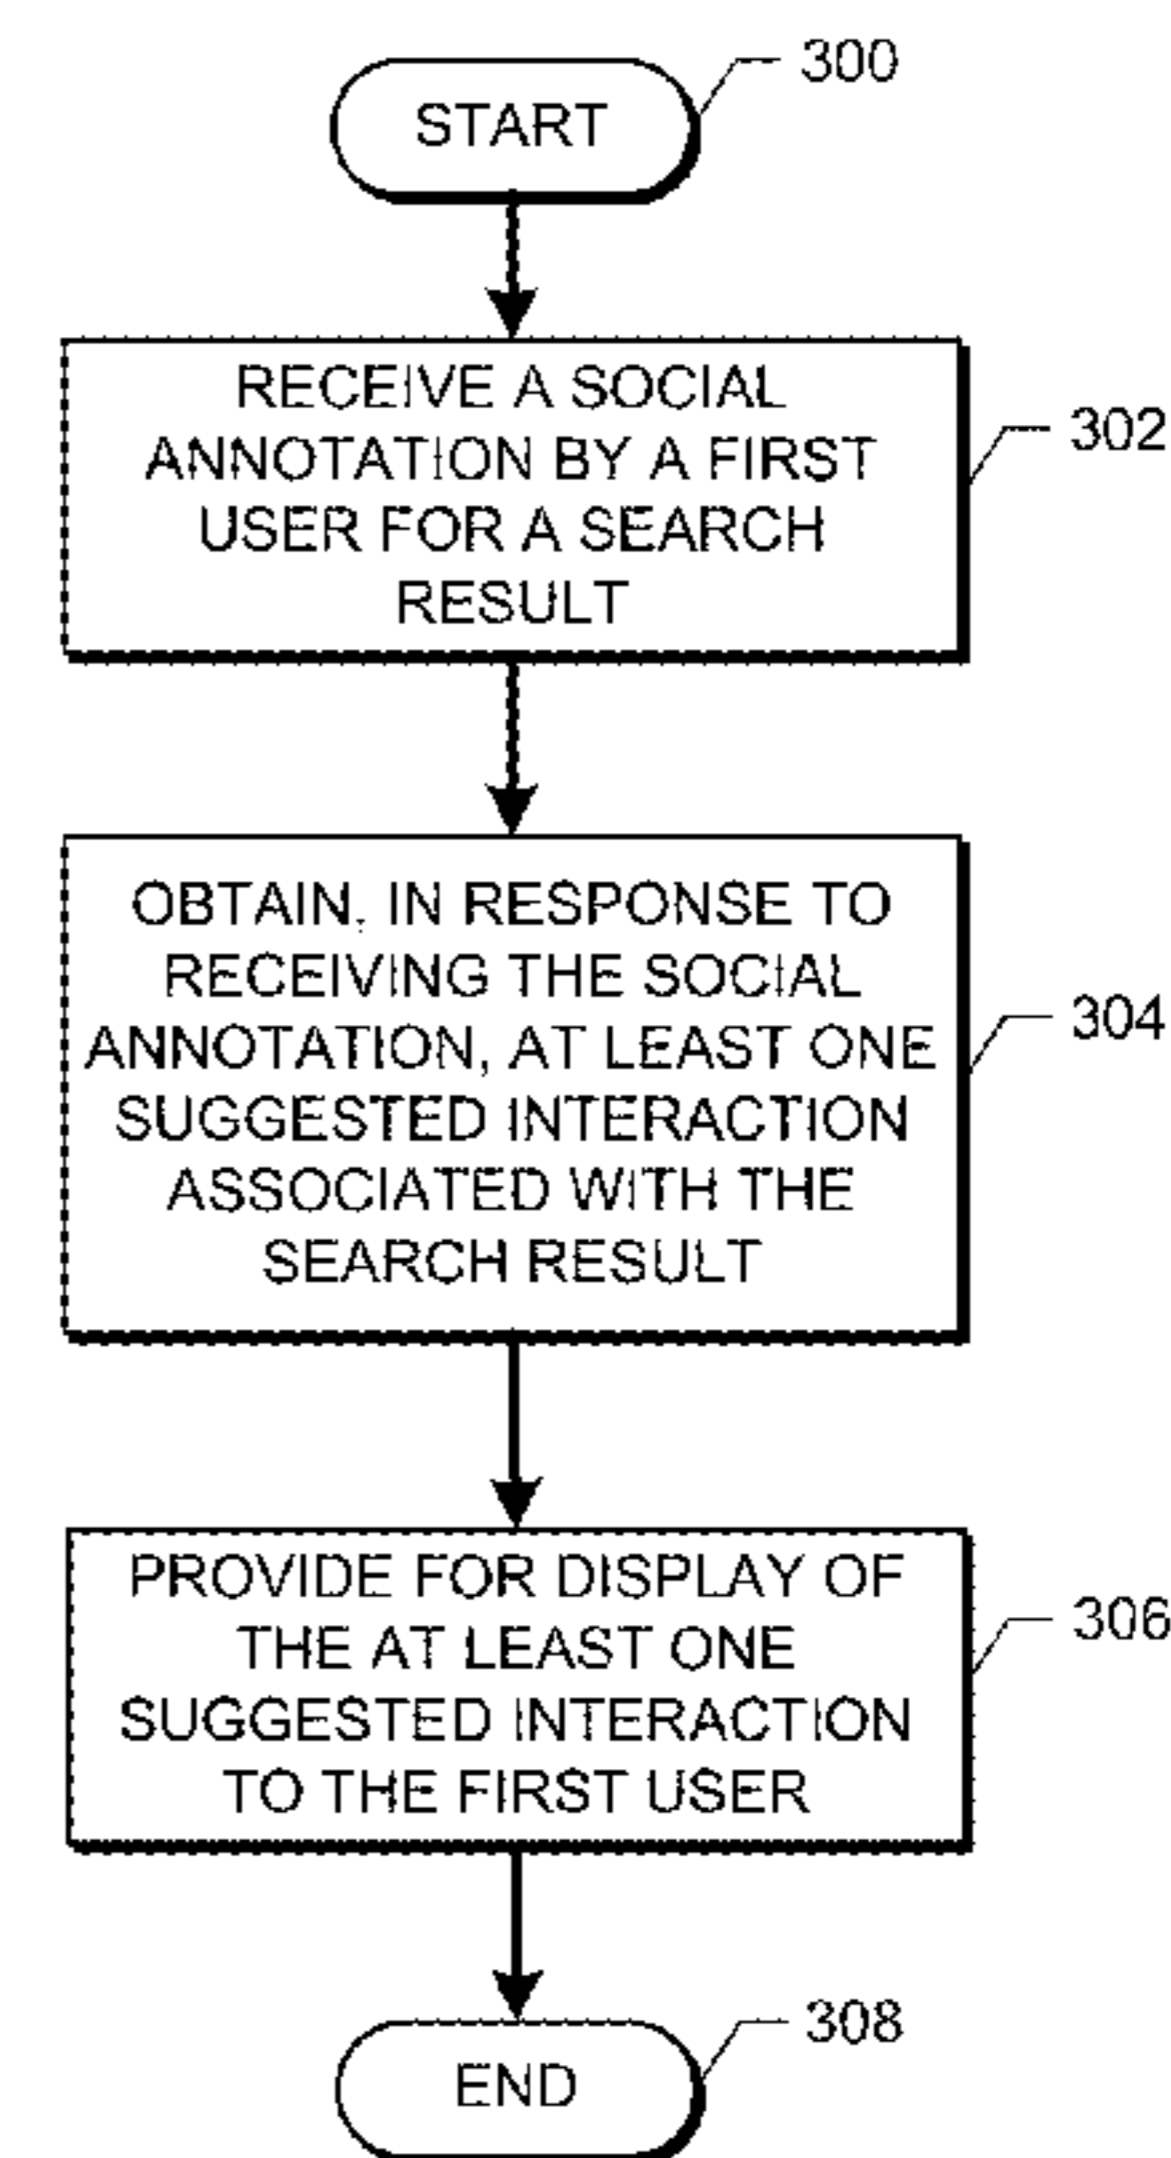 300
START
RECEIVE A SOCIAL
ANNOTATION BY A FIRST
USER FOR A SEARCH
RESULT
302
OBTAIN, IN RESPONSE TO
RECEIVING THE SOCIAL
ANNOTATION, AT LEAST ONE
SUGGESTED INTERACTION
ASSOCIATED WITH THE
SEARCH RESULT
304
PROVIDE FOR DISPLAY OF
THE AT LEAST ONE
SUGGESTED INTERACTION
TO THE FIRST USER
306
308
END